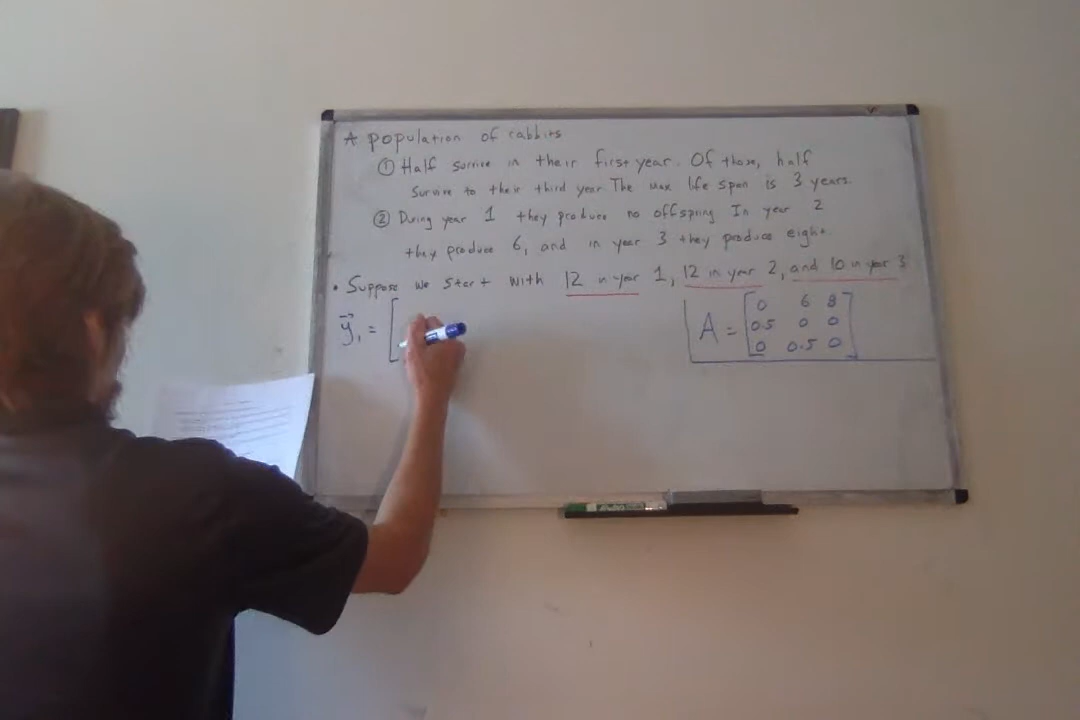 A population of rabbits
① Half survive in their first year. Of those, half
survive to their third year The max life span is 3 years.
② During year 1 they produce no offspring In year 2
they produce 6, and in year 3 they produce eight
• Suppose we start with 12 in year 1, 12 in year 2, and 10 in year 3
y⃗₁ = [
A = [0 6 8
0.5 0 0
0 0.5 0]